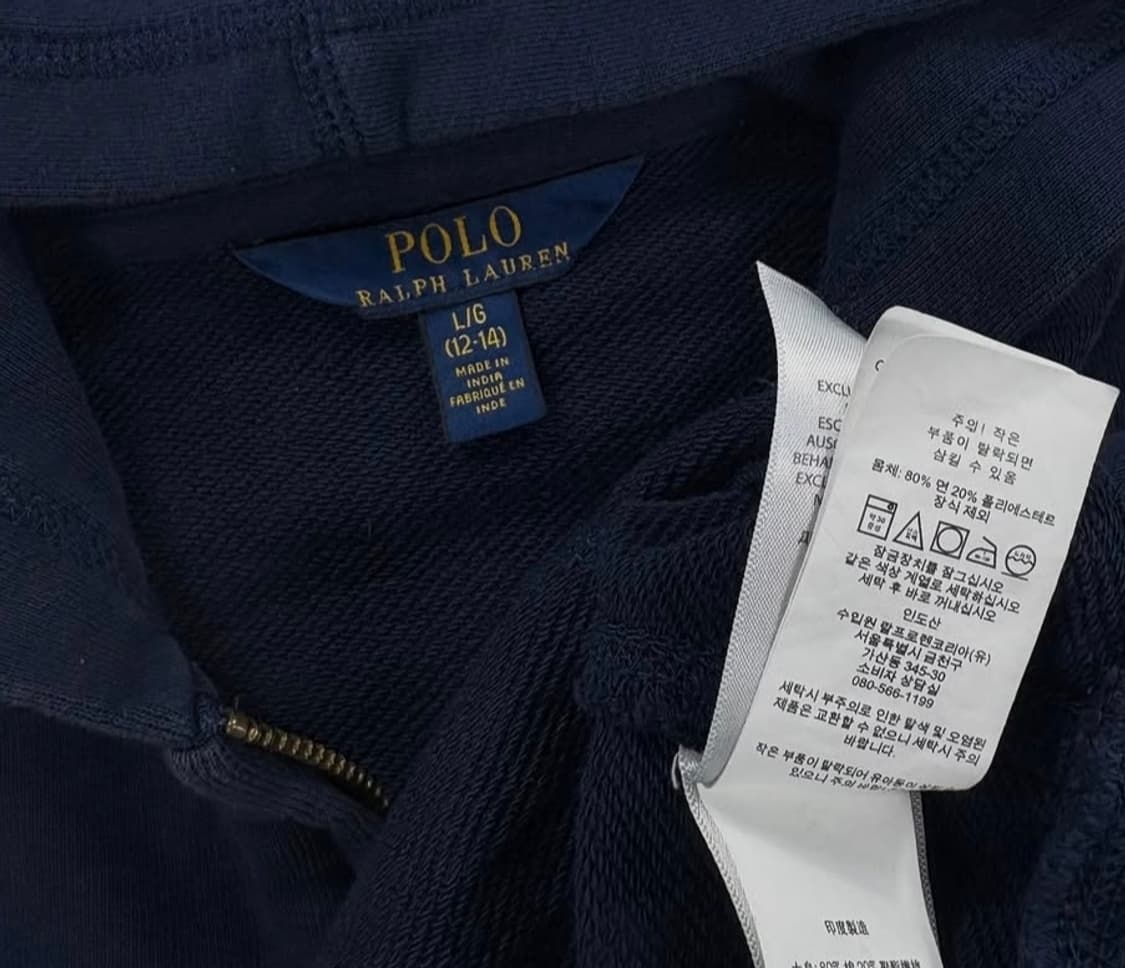 POLO
RALPH LAUREN
L/G
(12-14)
MADE IN
INDIA
FABRIQUÉ EN
INDE
EXCLU
ESC
AUSG
BEHA
EXCL
주의! 작은
부품이 탈락되면
삼킬 수 있음
몸체: 80% 면 20% 폴리에스테르
장식 제외
잠금장치를 잠그십시오
같은 색상 계열로 세탁하십시오
세탁 후 바로 꺼내십시오
인도산
수입원 랄프로렌코리아(유)
서울특별시 금천구
가산동 345-30
소비자 상담실
080-566-1199
세탁시 부주의로 인한 탈색 및 오염된
제품은 교환할 수 없으니 세탁시 주의
바랍니다.
작은 부품이 탈락되어 유아동이
있으니 주의
印度製造